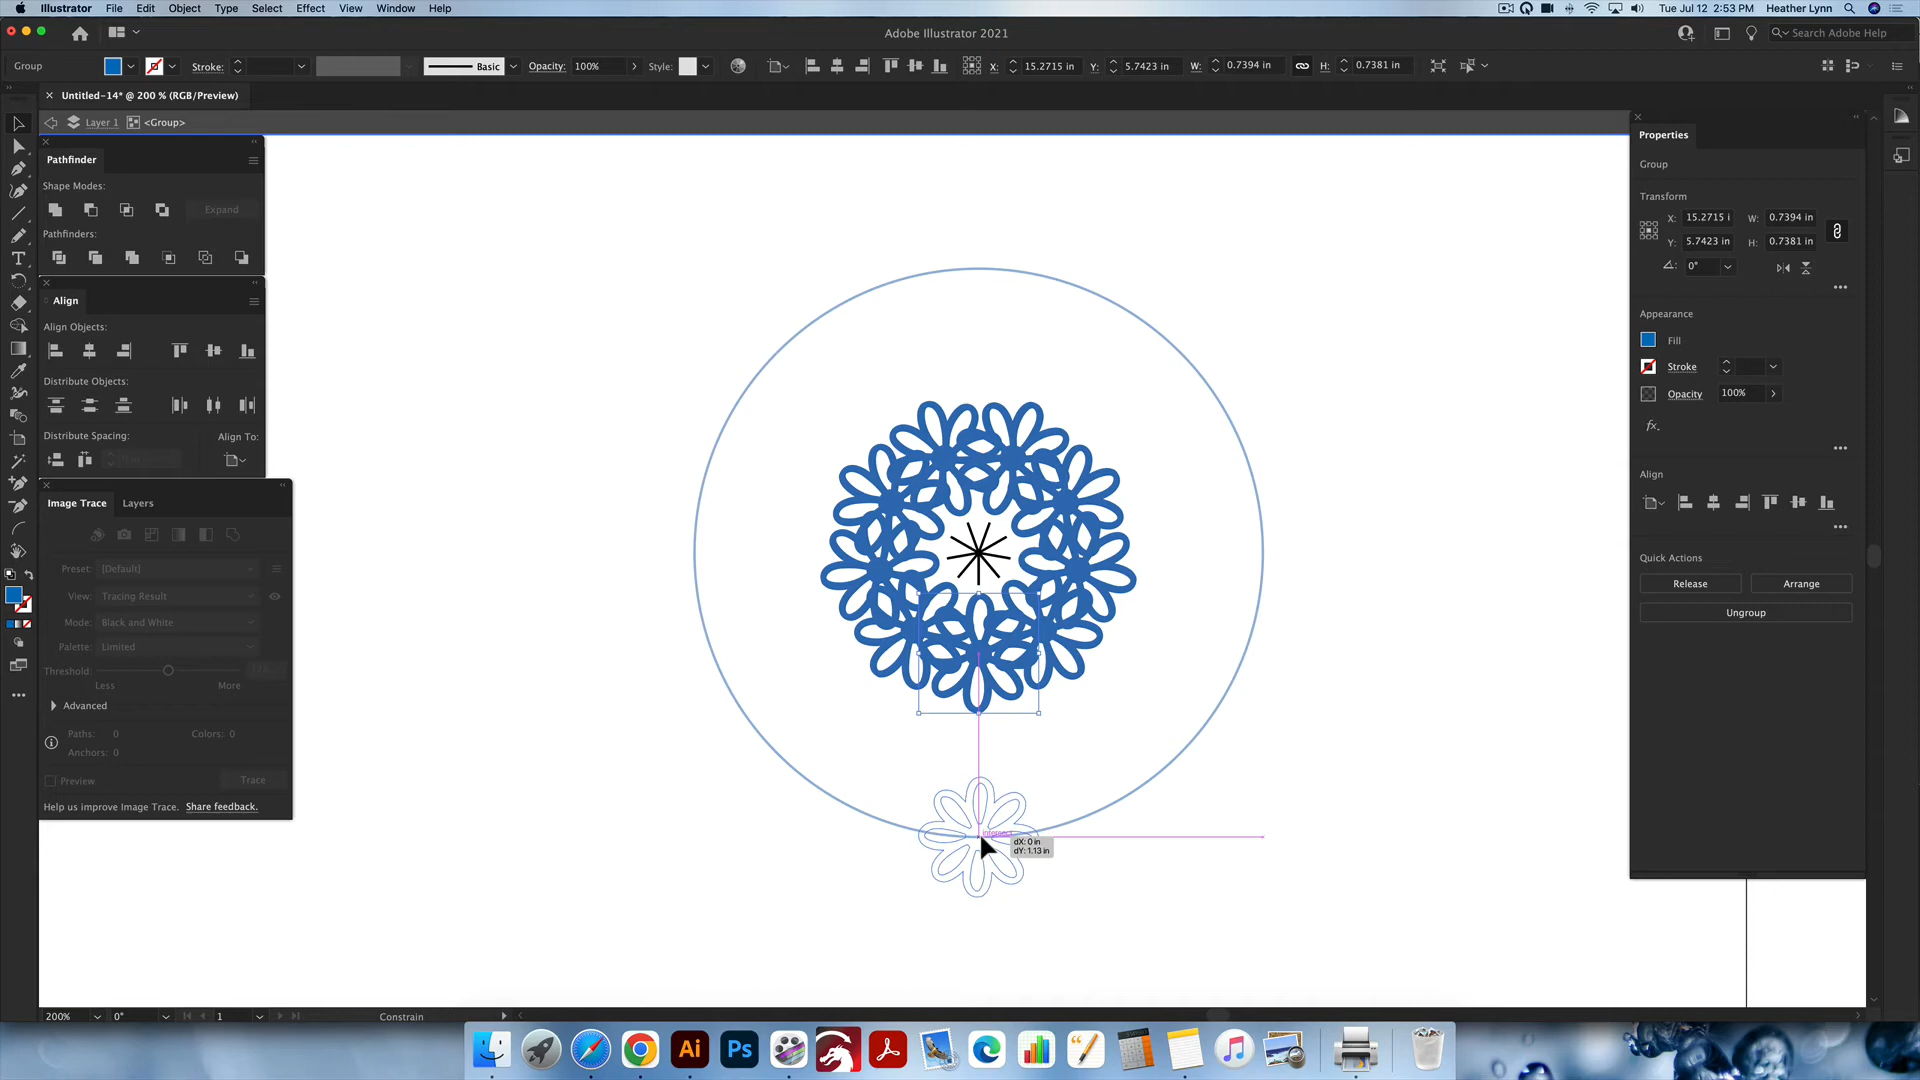 Illustrator File Edit Object Type Select Effect View Window Help Tue Jul 12 2:53 PM Heather Lynn
Adobe Illustrator 2021 Search Adobe Help
Group Stroke: Basic Opacity: 100% Style: X: 15.2715 in Y: 5.7423 in W: 0.7394 in H: 0.7381 in
Untitled-14* @ 200 % (RGB/Preview)
Layer 1 <Group>
Pathfinder
Shape Modes:
Expand
Pathfinders:
Align
Align Objects:
Distribute Objects:
Distribute Spacing: Align To:
Image Trace Layers
Preset: [Default]
View: Tracing Result
Mode: Black and White
Palette: Limited
Threshold:
Less More
Advanced
Paths: 0 Colors: 0
Anchors: 0
Preview Trace
Help us improve Image Trace. Share feedback.
intersect
dX: 0 in
dY: 1.13 in
Properties
Group
Transform
X: 15.2715 i W: 0.7394 in
Y: 5.7423 in H: 0.7381 in
0°
Appearance
Fill
Stroke
Opacity 100%
fx.
Align
Quick Actions
Release Arrange
Ungroup
200% 0° 1 Constrain
Ai Ps